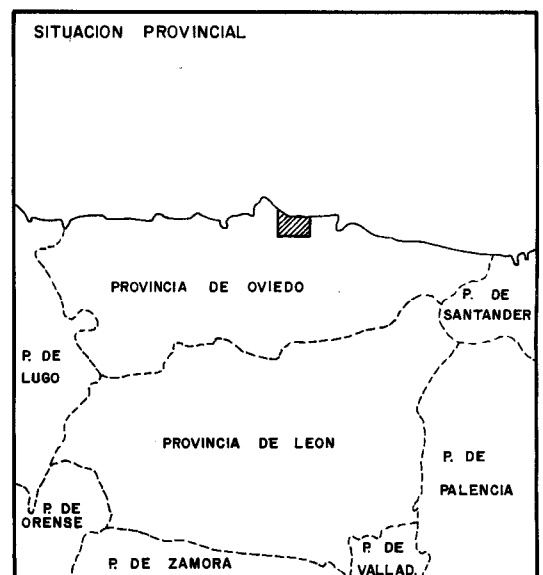 SITUACION PROVINCIAL
PROVINCIA DE OVIEDO
P. DE
SANTANDER
P. DE
LUGO
PROVINCIA DE LEON
P. DE
PALENCIA
P. DE
ORENSE
P. DE ZAMORA
P. DE
VALLAD.